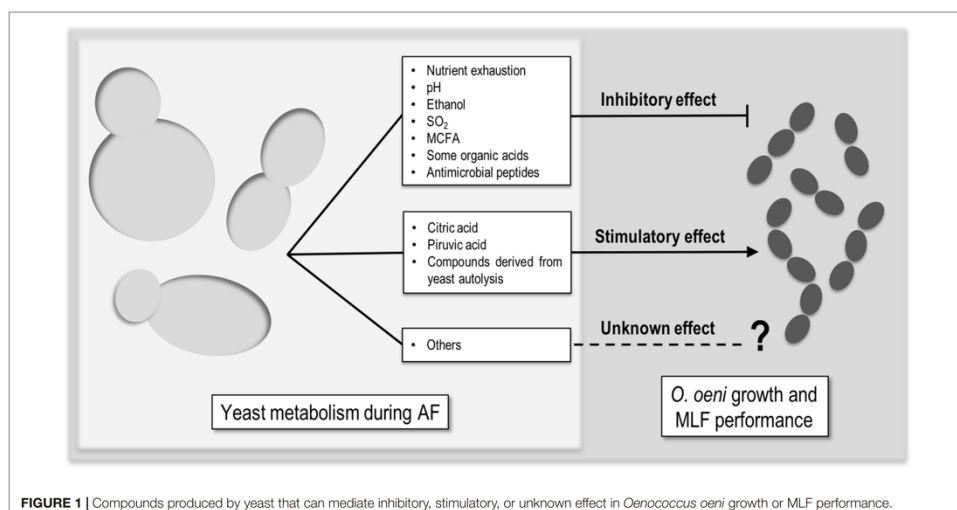 • Nutrient exhaustion
• pH
• Ethanol
• SO₂
• MCFA
• Some organic acids
• Antimicrobial peptides
Inhibitory effect
• Citric acid
• Piruvic acid
• Compounds derived from
yeast autolysis
Stimulatory effect
• Others
Unknown effect
?
Yeast metabolism during AF
O. oeni growth and
MLF performance
FIGURE 1 | Compounds produced by yeast that can mediate inhibitory, stimulatory, or unknown effect in Oenococcus oeni growth or MLF performance.